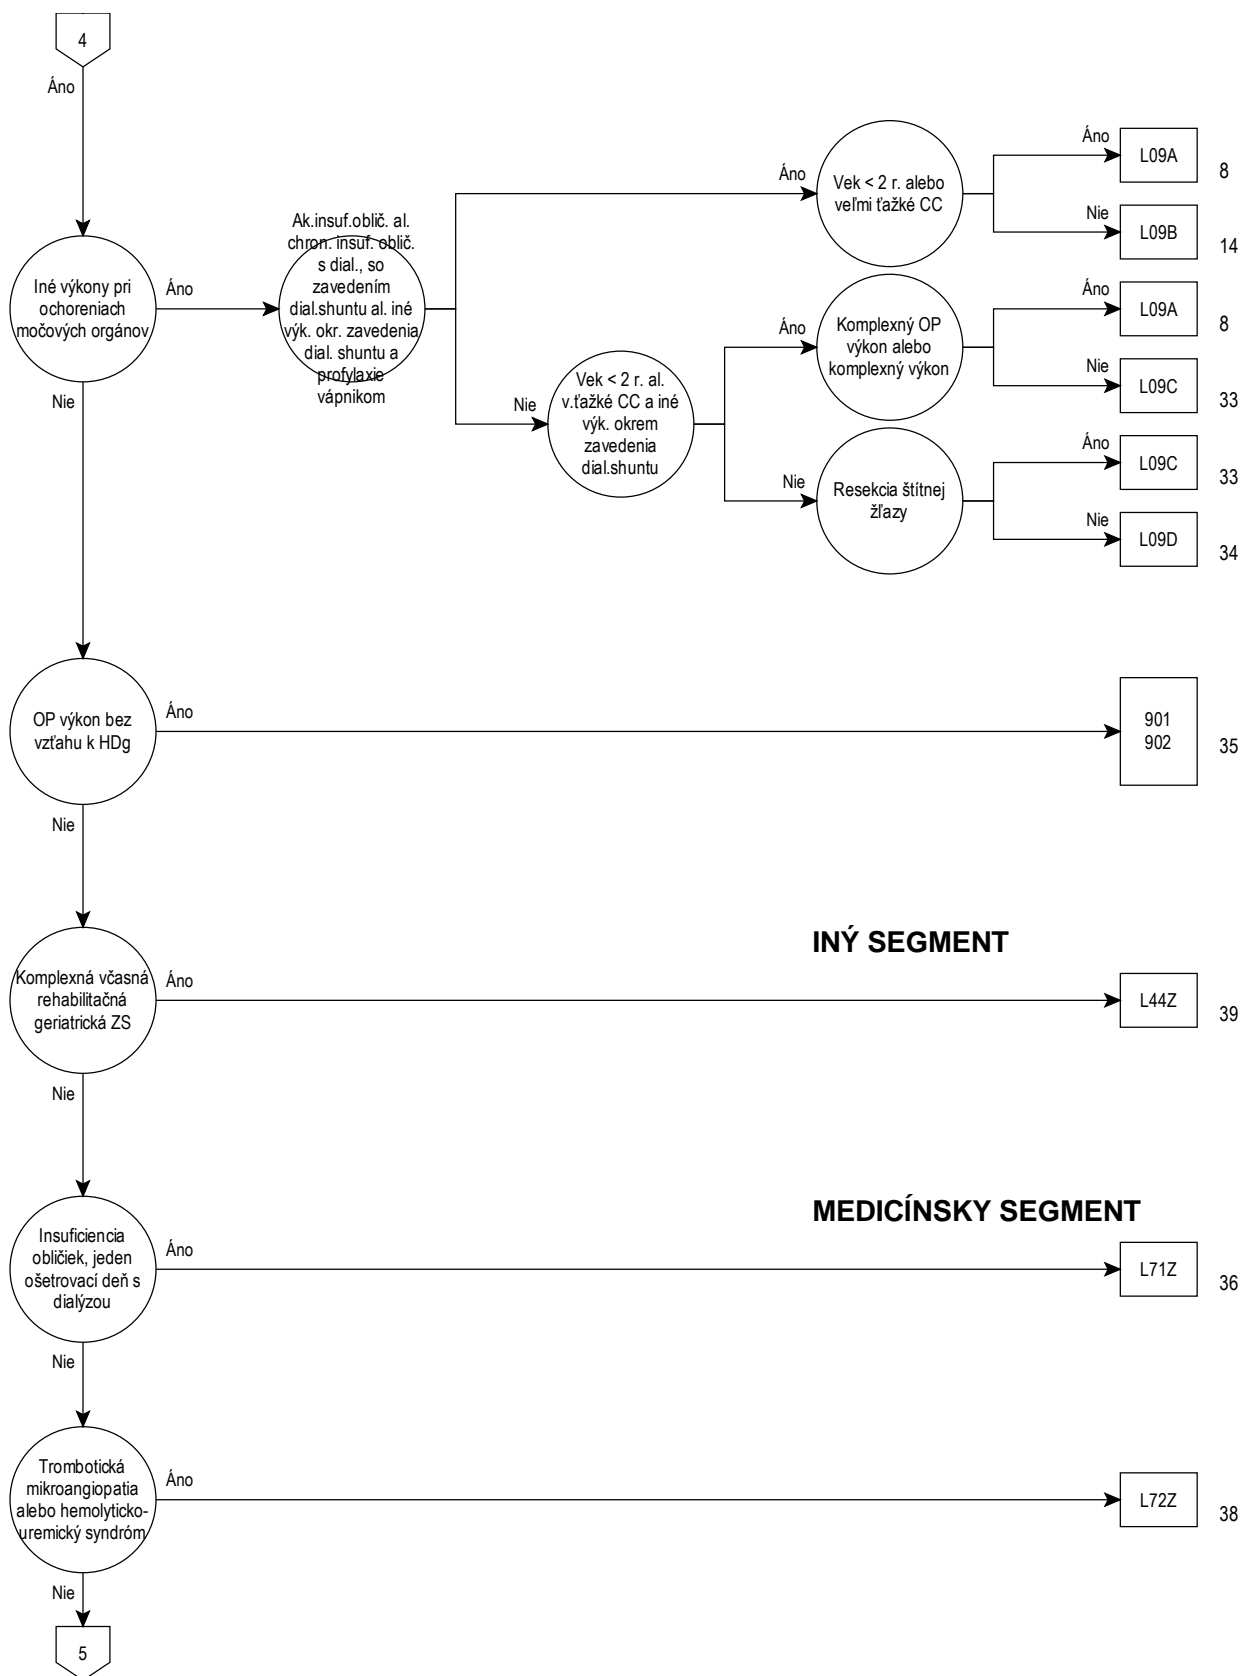 4
Áno
Iné výkony pri
ochoreniach
močových orgánov
Áno
Ak.insuf.oblič. al.
chron. insuf. oblič.
s dial., so
zavedením
dial.shuntu al. iné
výk. okr. zavedenia
dial. shuntu a
profylaxie
vápnikom
Áno
Vek < 2 r. alebo
veľmi ťažké CC
Áno
L09A
8
Nie
L09B
14
Nie
Vek < 2 r. al.
v.ťažké CC a iné
výk. okrem
zavedenia
dial.shuntu
Áno
Komplexný OP
výkon alebo
komplexný výkon
Áno
L09A
8
Nie
L09C
33
Nie
Resekcia štítnej
žľazy
Áno
L09C
33
Nie
L09D
34
Nie
OP výkon bez
vzťahu k HDg
Áno
901
902
35
Nie
INÝ SEGMENT
Komplexná včasná
rehabilitačná
geriatrická ZS
Áno
L44Z
39
Nie
MEDICÍNSKY SEGMENT
Insuficiencia
obličiek, jeden
ošetrovací deň s
dialýzou
Áno
L71Z
36
Nie
Trombotická
mikroangiopatia
alebo hemolyticko-
uremický syndróm
Áno
L72Z
38
Nie
5